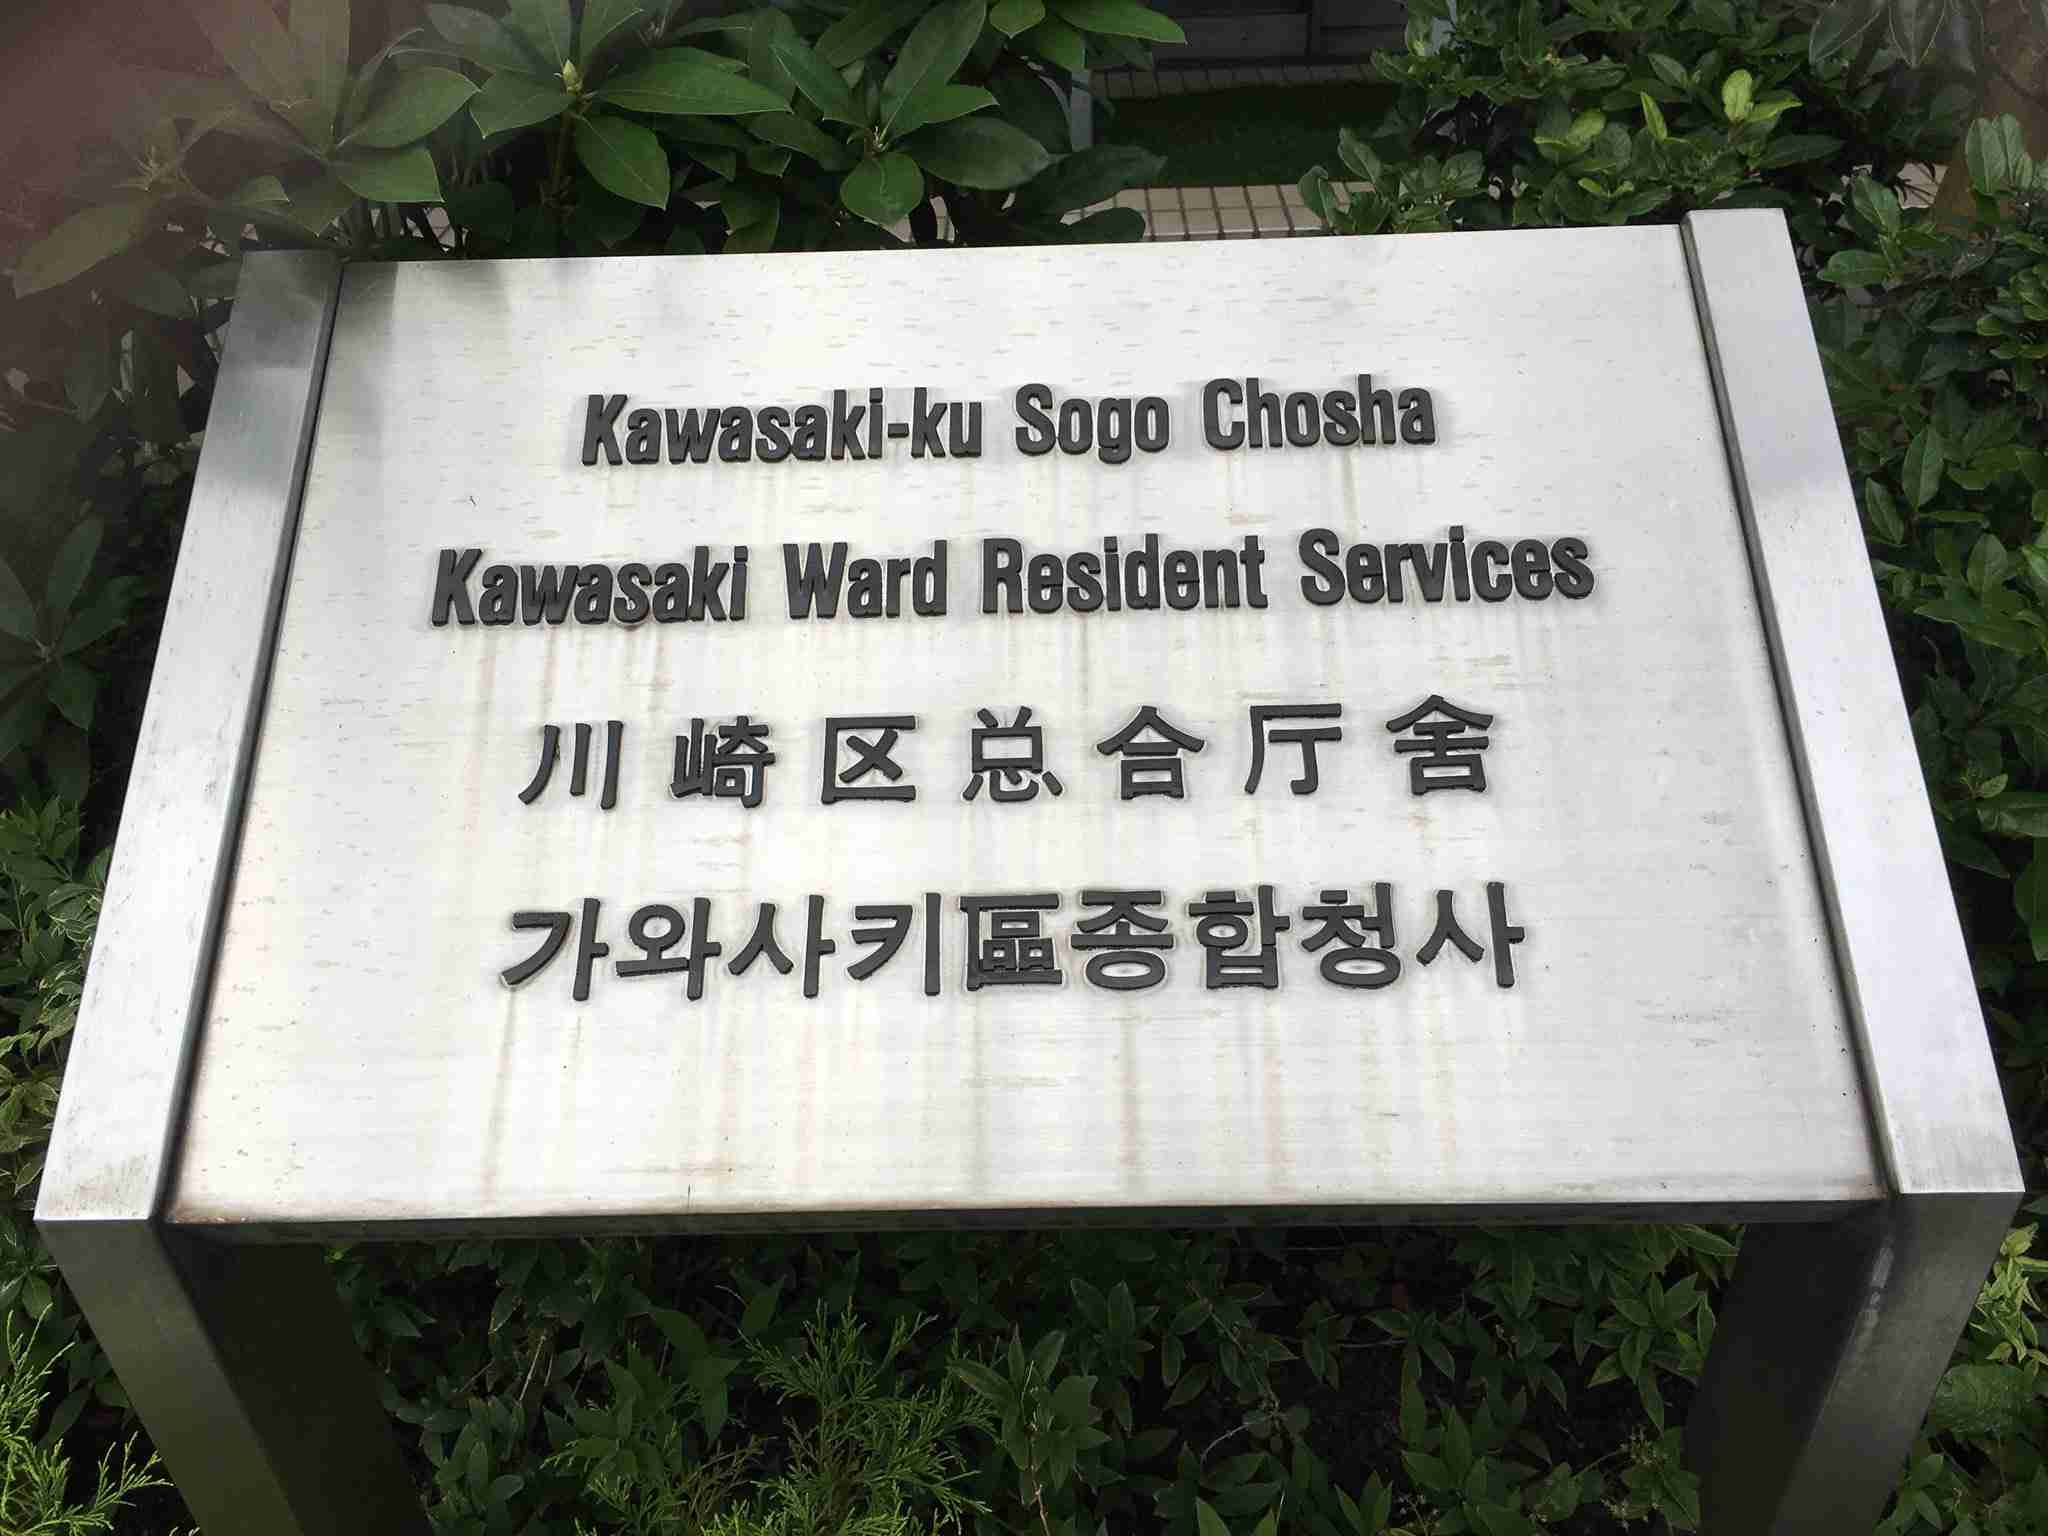 Kawasaki-ku Sogo Chosha
Kawasaki Ward Resident Services
川崎区总合厅舍
가와사키區종합청사